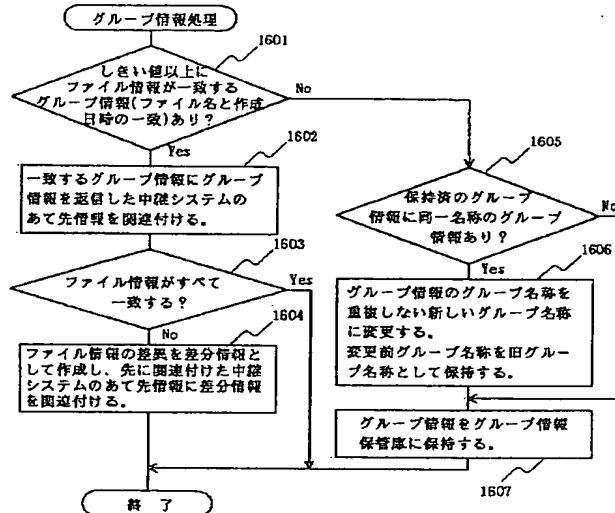 グループ情報処理
1601
しきい値以上に
ファイル情報が一致する
グループ情報(ファイル名と作成
日時の一致)あり?
No
Yes
1602
一致するグループ情報にグループ
情報を返信した中継システムの
あて先情報を関連付ける。
1603
ファイル情報がすべて
一致する?
Yes
No
1604
ファイル情報の差異を差分情報と
して作成し、先に関連付けた中継
システムのあて先情報に差分情報
を関連付ける。
1605
保持済のグループ
情報に同一名称のグループ
情報あり?
No
Yes
1606
グループ情報のグループ名称を
重複しない新しいグループ名称
に変更する。
変更前グループ名称を旧グルー
プ名称として保持する。
グループ情報をグループ情報
保管庫に保持する。
1607
終了